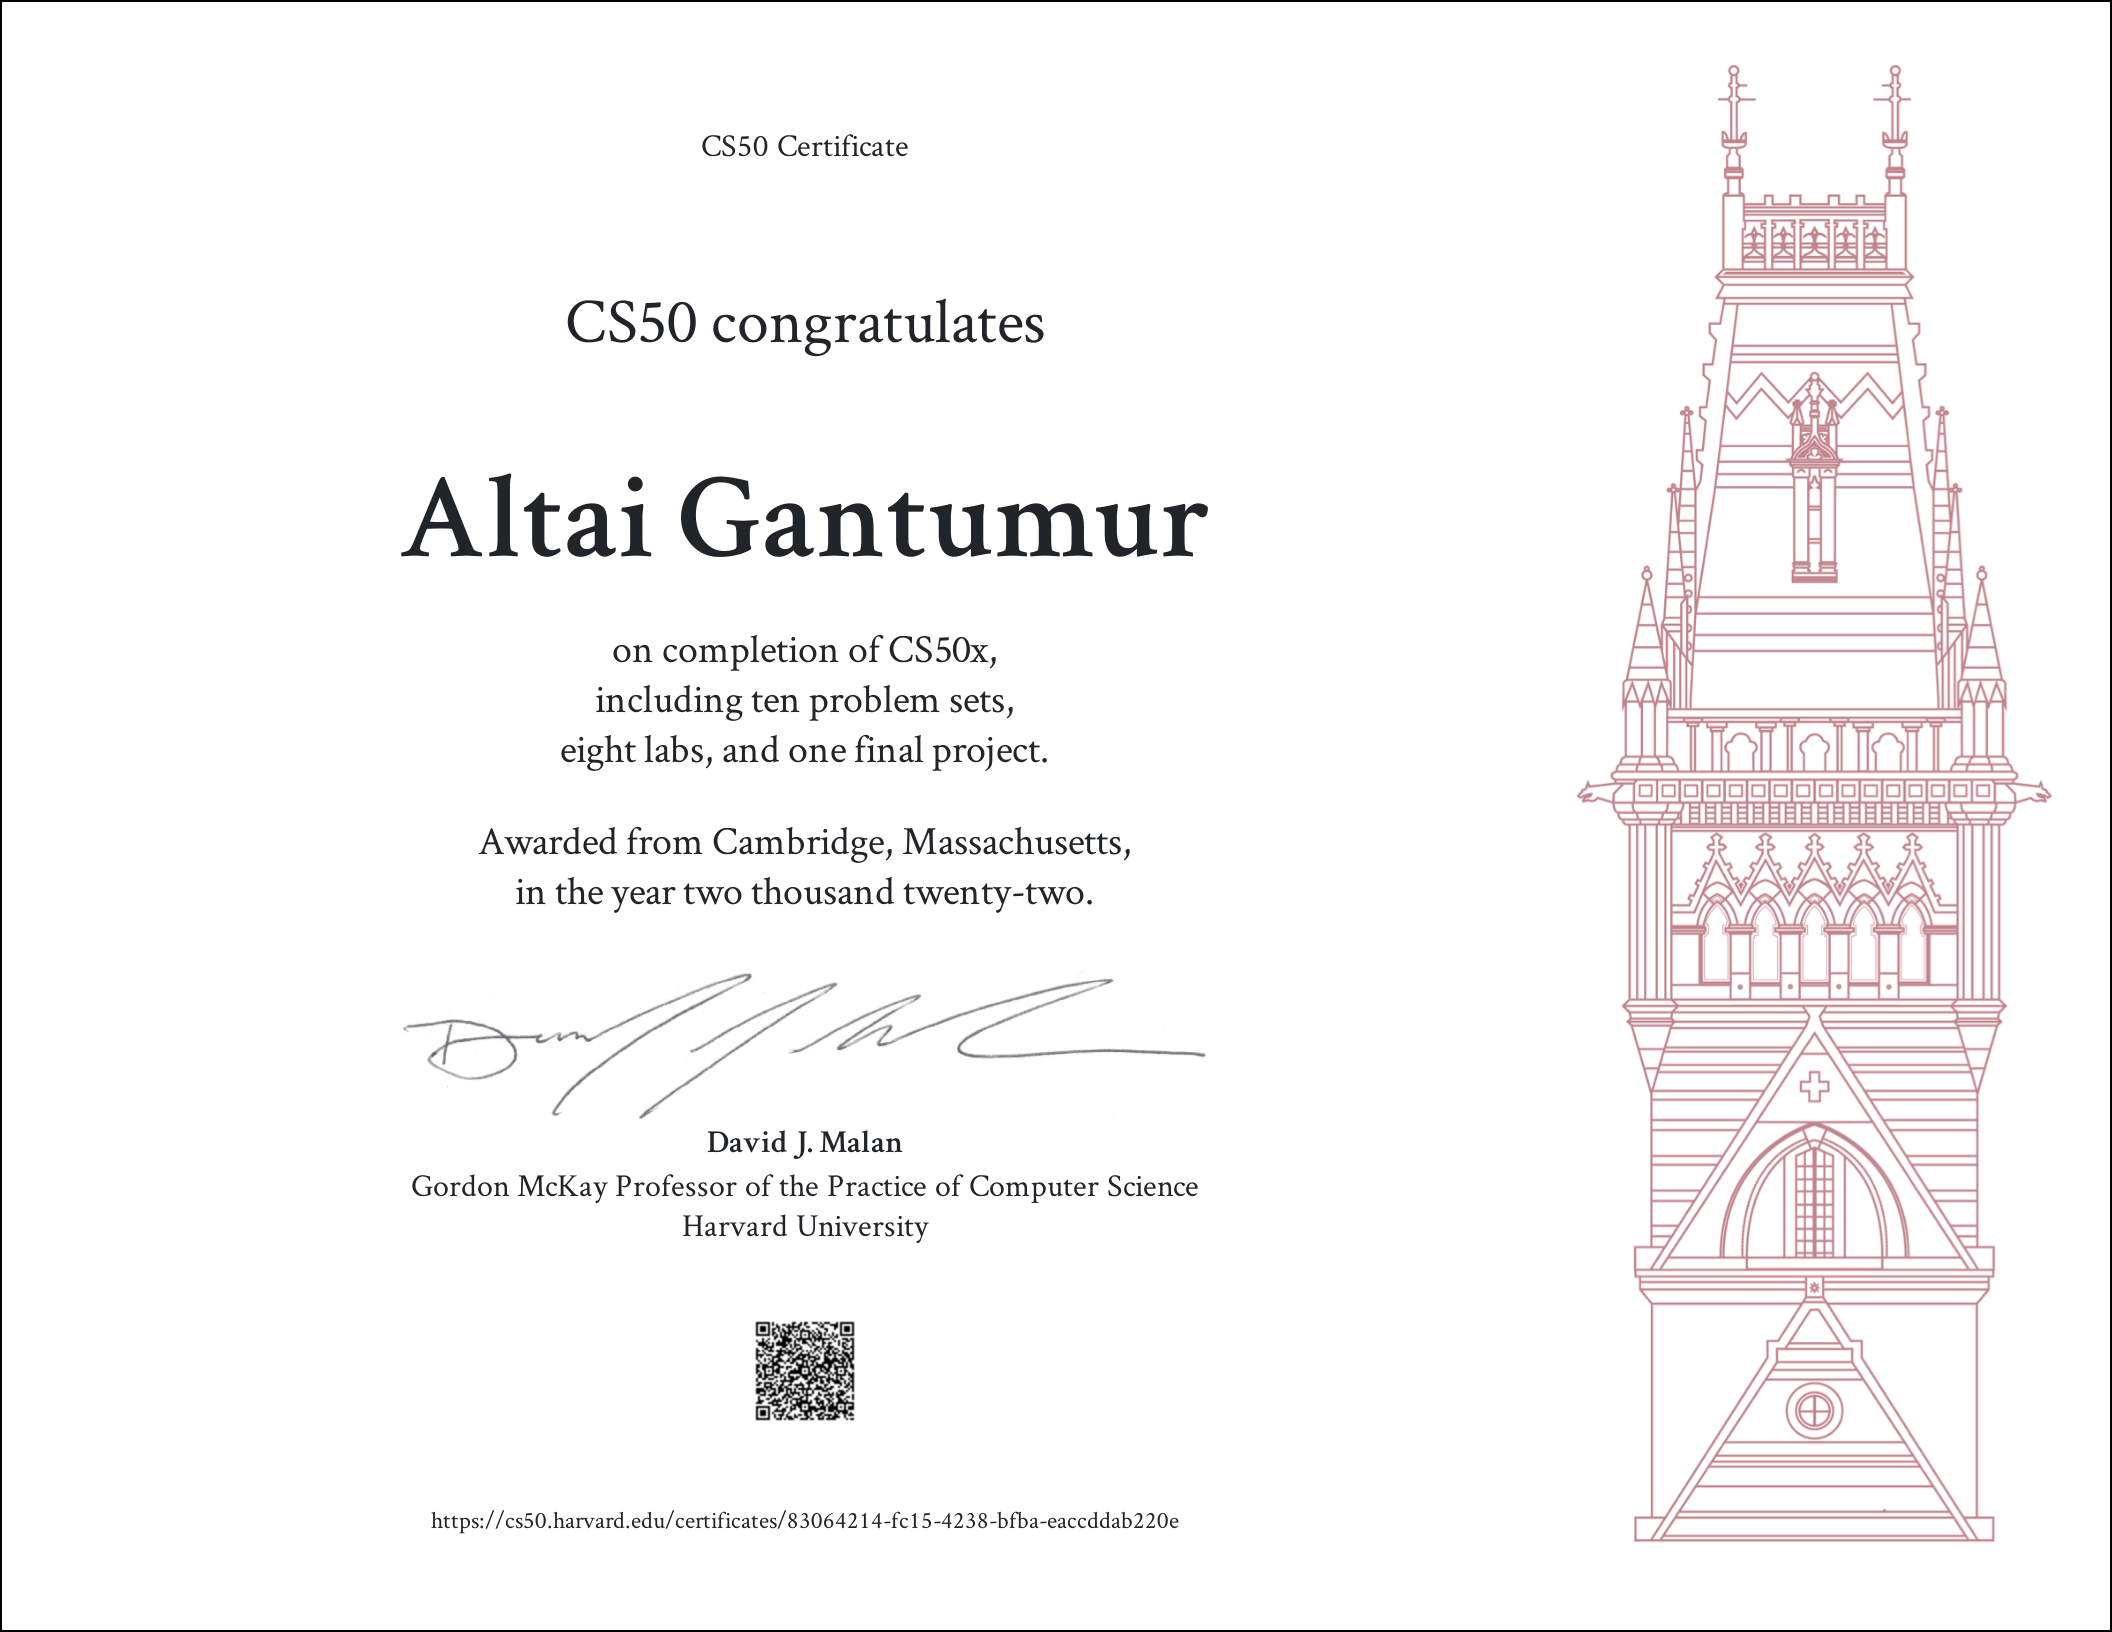 CS50 Certificate
CS50 congratulates
Altai Gantumur
on completion of CS50x,
including ten problem sets,
eight labs, and one final project.
Awarded from Cambridge, Massachusetts,
in the year two thousand twenty-two.
David J. Malan
Gordon McKay Professor of the Practice of Computer Science
Harvard University
https://cs50.harvard.edu/certificates/83064214-fc15-4238-bfba-eaccddab220e